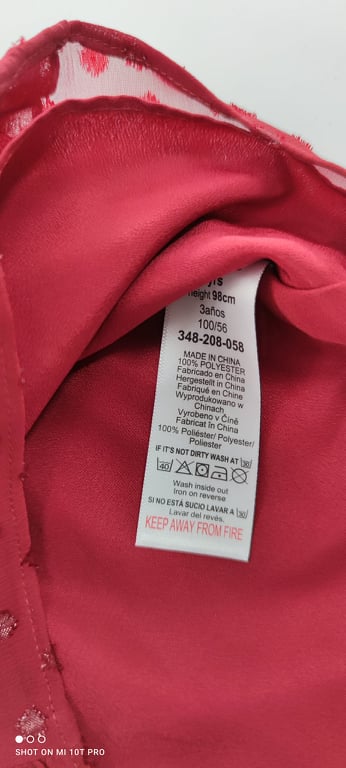 yrs
height 98cm
3años
100/56
348-208-058
MADE IN CHINA
100% POLYESTER
Fabricado en China
Hergestellt in China
Fabriqué en Chine
Wyprodukowano w
Chinach
Vyrobeno v Číně
Fabricat în China
100% Poliéster/ Polyester/
Poliester
IF IT'S NOT DIRTY WASH AT 30
40
Wash inside out
Iron on reverse
SI NO ESTÁ SUCIO LAVAR A 30
Lavar del revés,
KEEP AWAY FROM FIRE
SHOT ON MI 10T PRO